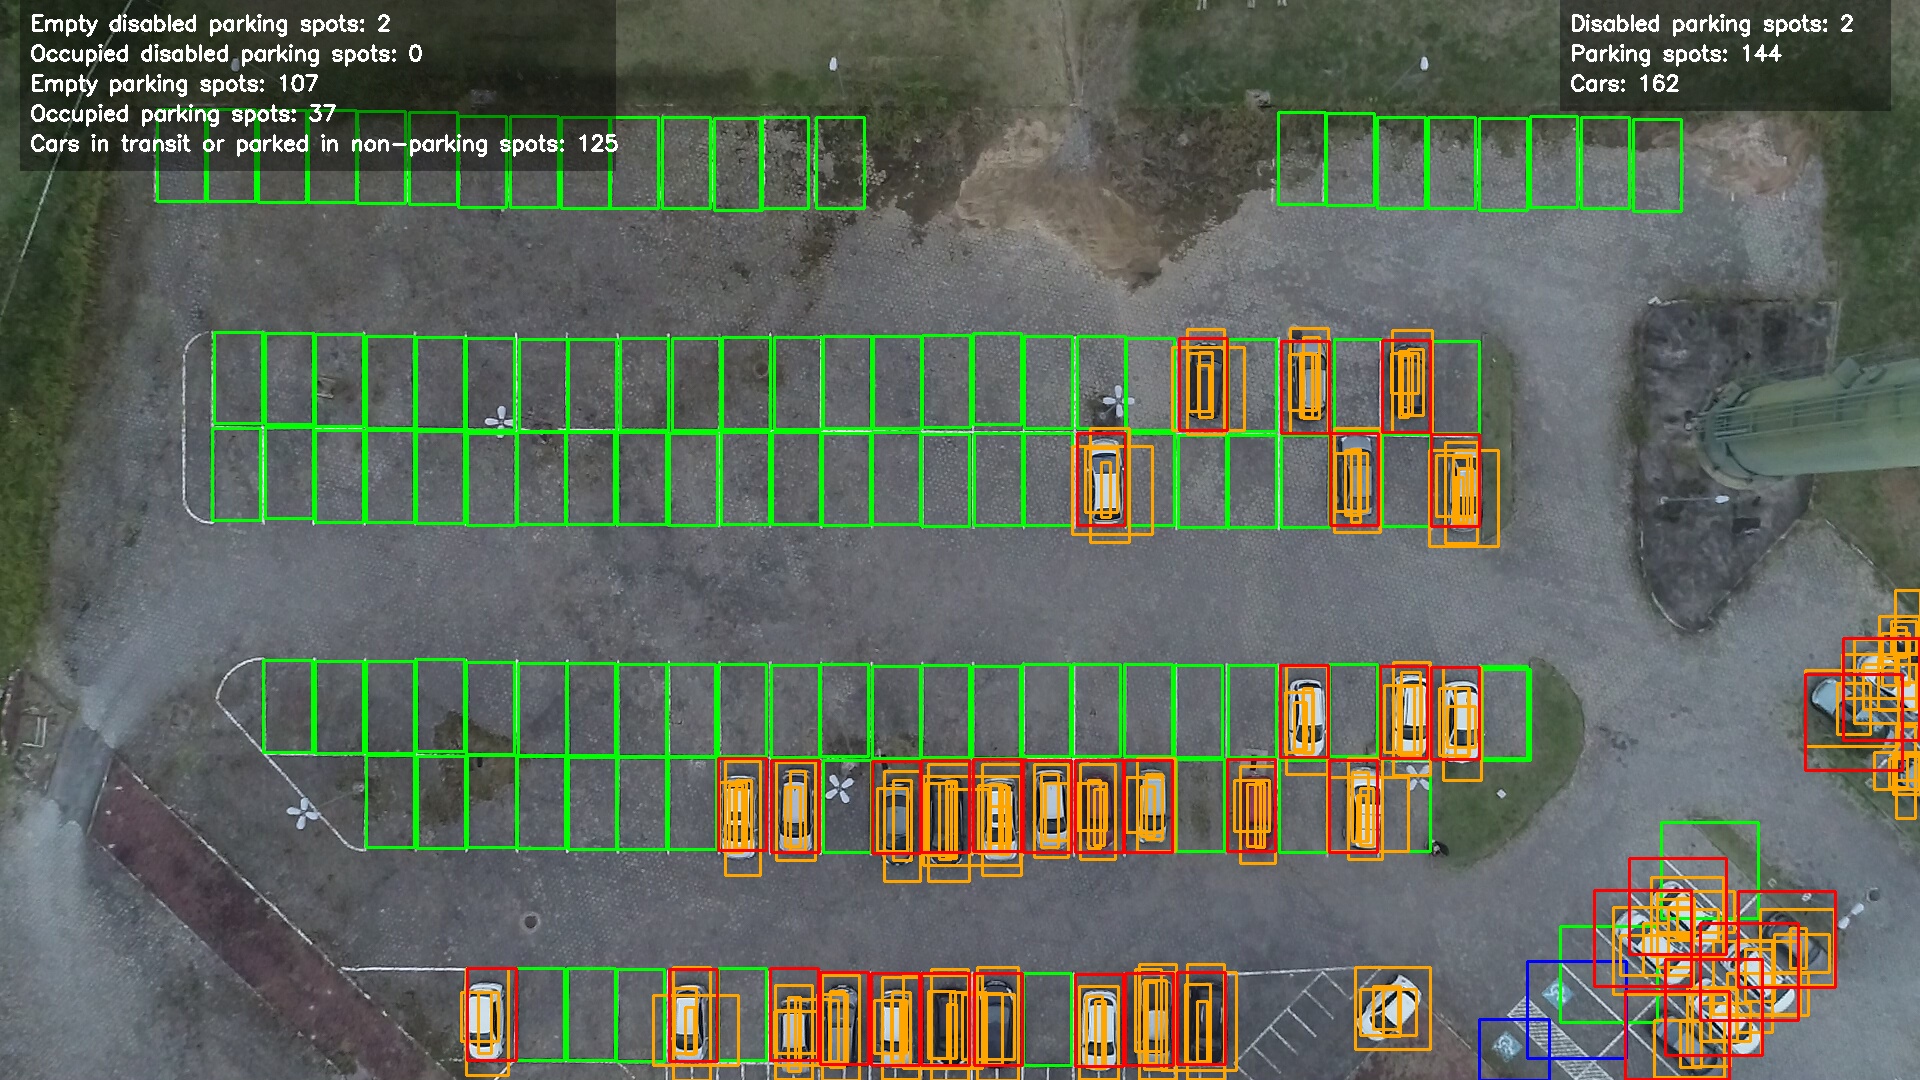 Empty disabled parking spots: 2
Occupied disabled parking spots: 0
Empty parking spots: 107
Occupied parking spots: 37
Cars in transit or parked in non-parking spots: 125
Disabled parking spots: 2
Parking spots: 144
Cars: 162